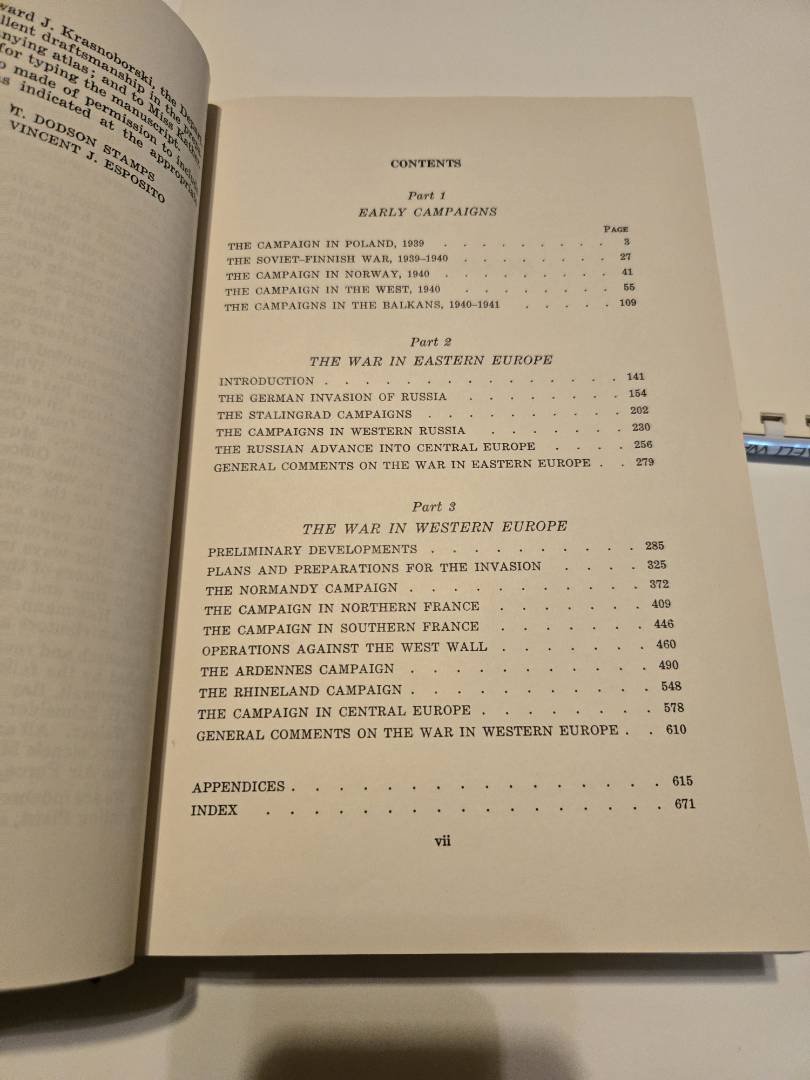 ward J. Krasnoborski, the Depart
llent draftsmanship in the
nying atlas; and to Miss
for typing the manuscript.
made of permission to include
s indicated at the appropriate
T. DODSON STAMPS
VINCENT J. ESPOSITO
CONTENTS
Part 1
EARLY CAMPAIGNS
PAGE
THE CAMPAIGN IN POLAND, 1939 . . . . . . . . 3
THE SOVIET–FINNISH WAR, 1939–1940 . . . . . . . 27
THE CAMPAIGN IN NORWAY, 1940 . . . . . . . . 41
THE CAMPAIGN IN THE WEST, 1940 . . . . . . . 55
THE CAMPAIGNS IN THE BALKANS, 1940–1941 . . . . . 109
Part 2
THE WAR IN EASTERN EUROPE
INTRODUCTION . . . . . . . . . . . . . . . 141
THE GERMAN INVASION OF RUSSIA . . . . . . . . 154
THE STALINGRAD CAMPAIGNS . . . . . . . . . . 202
THE CAMPAIGNS IN WESTERN RUSSIA . . . . . . . 230
THE RUSSIAN ADVANCE INTO CENTRAL EUROPE . . . . 256
GENERAL COMMENTS ON THE WAR IN EASTERN EUROPE . . 279
Part 3
THE WAR IN WESTERN EUROPE
PRELIMINARY DEVELOPMENTS . . . . . . . . . . 285
PLANS AND PREPARATIONS FOR THE INVASION . . . . 325
THE NORMANDY CAMPAIGN . . . . . . . . . . . 372
THE CAMPAIGN IN NORTHERN FRANCE . . . . . . . 409
THE CAMPAIGN IN SOUTHERN FRANCE . . . . . . . 446
OPERATIONS AGAINST THE WEST WALL . . . . . . . 460
THE ARDENNES CAMPAIGN . . . . . . . . . . . 490
THE RHINELAND CAMPAIGN . . . . . . . . . . . 548
THE CAMPAIGN IN CENTRAL EUROPE . . . . . . . . 578
GENERAL COMMENTS ON THE WAR IN WESTERN EUROPE . . 610
APPENDICES . . . . . . . . . . . . . . . . 615
INDEX . . . . . . . . . . . . . . . . . 671
vii